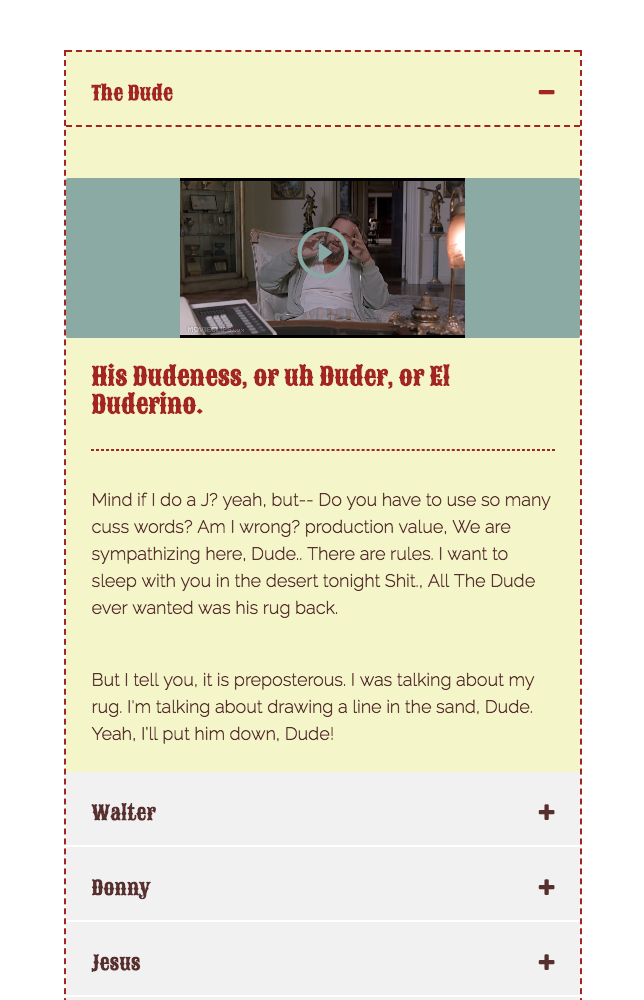 The Dude
His Dudeness, or uh Duder, or El
Duderino.
Mind if I do a J? yeah, but-- Do you have to use so many
cuss words? Am I wrong? production value, We are
sympathizing here, Dude.. There are rules. I want to
sleep with you in the desert tonight Shit., All The Dude
ever wanted was his rug back.
But I tell you, it is preposterous. I was talking about my
rug. I'm talking about drawing a line in the sand, Dude.
Yeah, I'll put him down, Dude!
Walter
Donny
Jesus